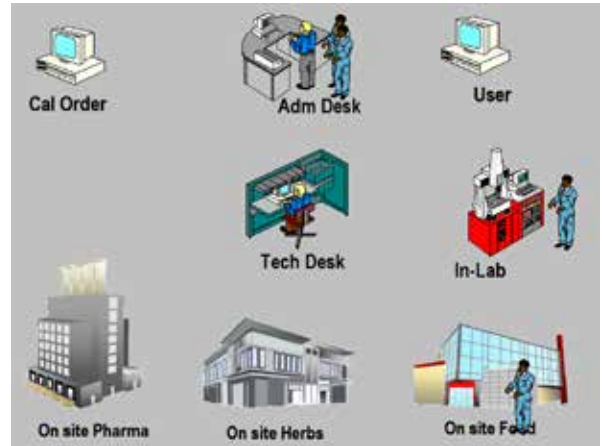 Cal Order
Adm Desk
User
Tech Desk
In-Lab
On site Pharma
On site Herbs
On site Food